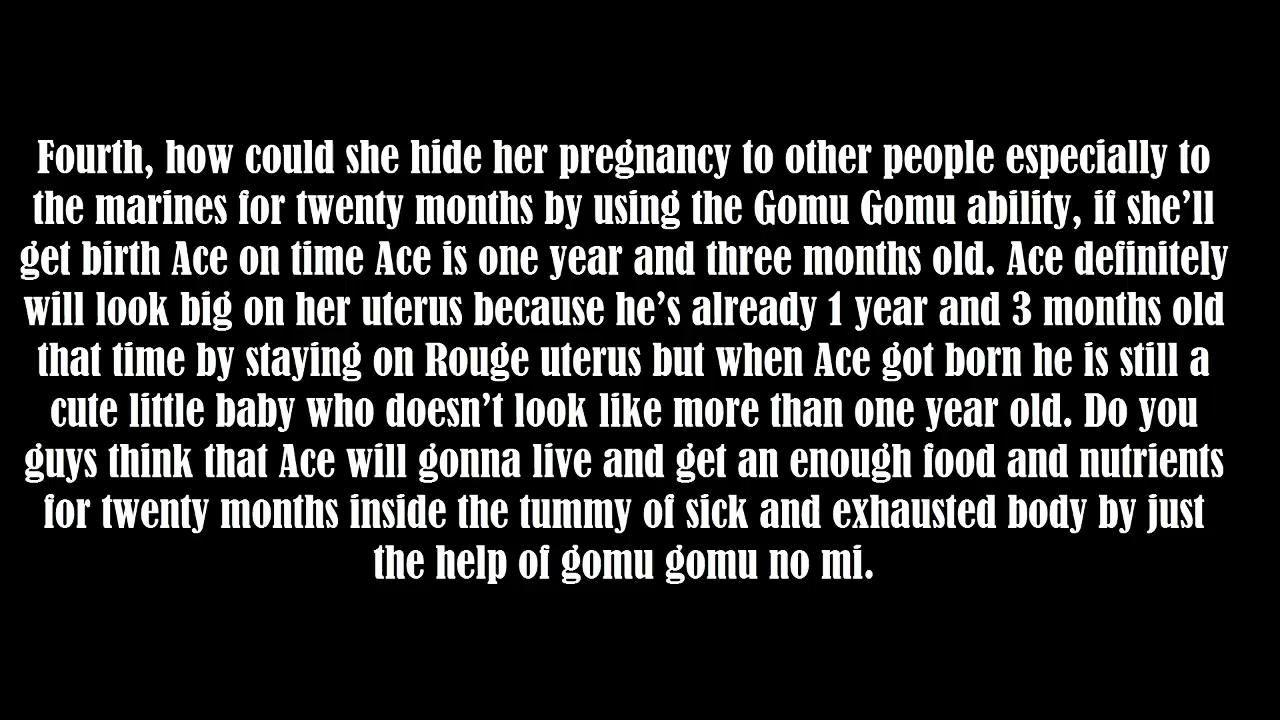 Fourth, how could she hide her pregnancy to other people especially to
the marines for twenty months by using the Gomu Gomu ability, if she’ll
get birth Ace on time Ace is one year and three months old. Ace definitely
will look big on her uterus because he’s already 1 year and 3 months old
that time by staying on Rouge uterus but when Ace got born he is still a
cute little baby who doesn’t look like more than one year old. Do you
guys think that Ace will gonna live and get an enough food and nutrients
for twenty months inside the tummy of sick and exhausted body by just
the help of gomu gomu no mi.